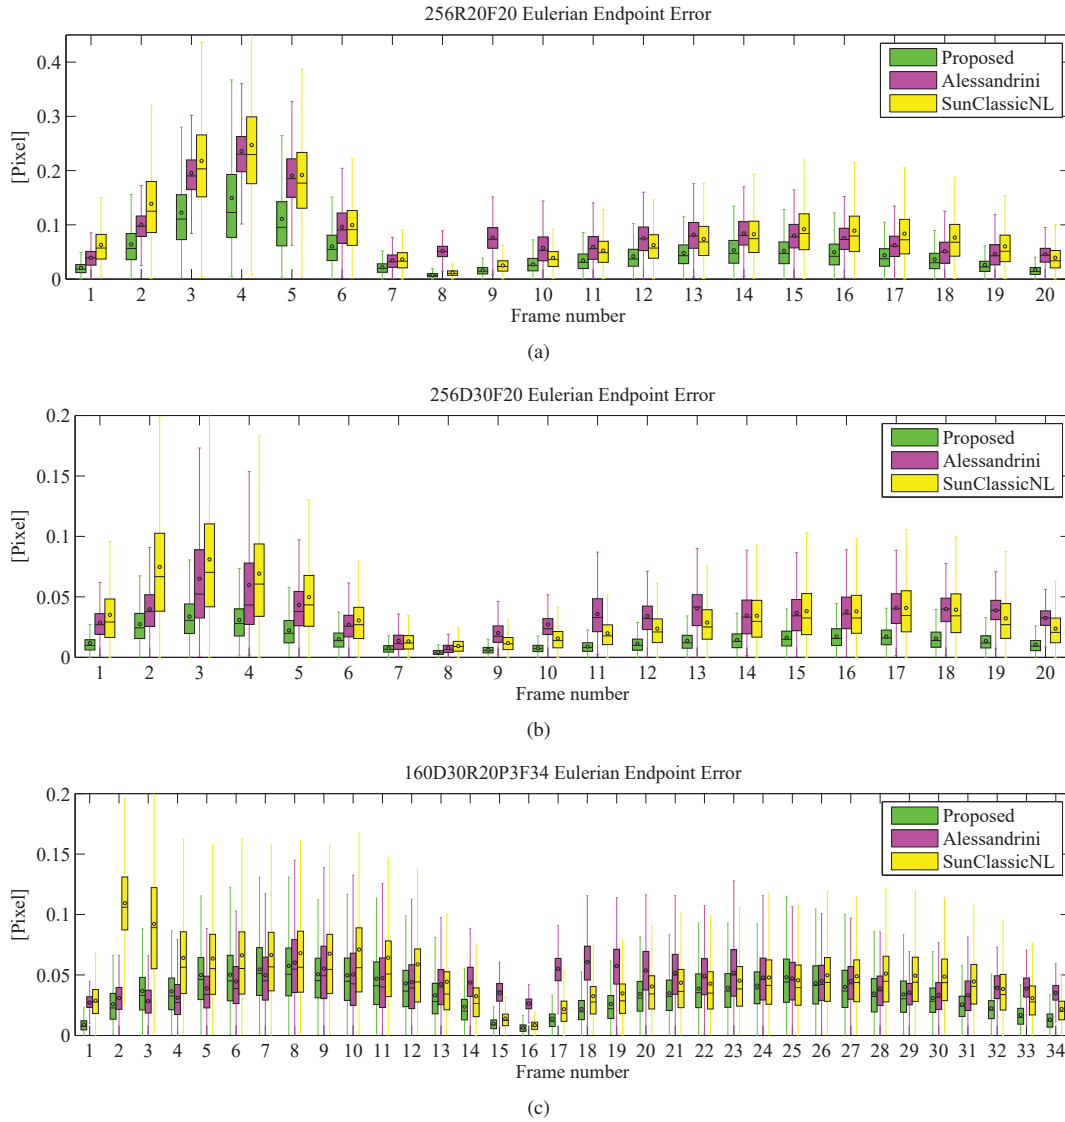 256R20F20 Eulerian Endpoint Error
0.4
0.3
0.2
0.1
0
[Pixel]
Proposed
Alessandrini
SunClassicNL
1 2 3 4 5 6 7 8 9 10 11 12 13 14 15 16 17 18 19 20
Frame number
(a)
256D30F20 Eulerian Endpoint Error
0.2
0.15
0.1
0.05
0
[Pixel]
Proposed
Alessandrini
SunClassicNL
1 2 3 4 5 6 7 8 9 10 11 12 13 14 15 16 17 18 19 20
Frame number
(b)
160D30R20P3F34 Eulerian Endpoint Error
0.2
0.15
0.1
0.05
0
[Pixel]
Proposed
Alessandrini
SunClassicNL
1 2 3 4 5 6 7 8 9 10 11 12 13 14 15 16 17 18 19 20 21 22 23 24 25 26 27 28 29 30 31 32 33 34
Frame number
(c)